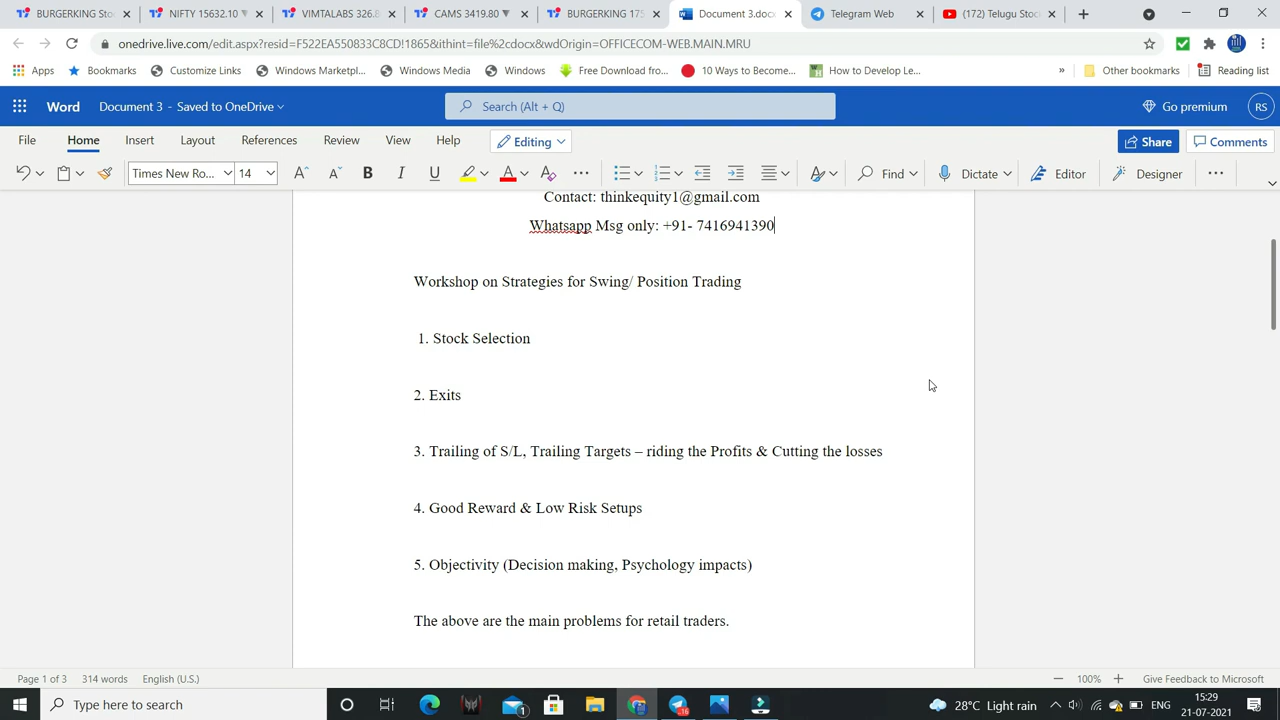 BURGERKING Sto
NIFTY 15632.10 ▼
VIMTALABS 326.8
CAMS 3419.80 ▼
BURGERKING 175
Document 3.docx
Telegram Web
(172) Telugu Stoc
onedrive.live.com/edit.aspx?resid=F522EA550833C8CD!1865&ithint=file%2cdocx&wdOrigin=OFFICECOM-WEB.MAIN.MRU
Apps
Bookmarks
Customize Links
Windows Marketpl...
Windows Media
Windows
Free Download fro...
10 Ways to Become...
How to Develop Le...
»
Other bookmarks
Reading list
Word
Document 3 - Saved to OneDrive
Search (Alt + Q)
Go premium
RS
File
Home
Insert
Layout
References
Review
View
Help
Editing
Share
Comments
Times New Ro...
14
B
I
U
Find
Dictate
Editor
Designer
Contact: thinkequity1@gmail.com
Whatsapp Msg only: +91- 7416941390
Workshop on Strategies for Swing/ Position Trading
1. Stock Selection
2. Exits
3. Trailing of S/L, Trailing Targets – riding the Profits & Cutting the losses
4. Good Reward & Low Risk Setups
5. Objectivity (Decision making, Psychology impacts)
The above are the main problems for retail traders.
Page 1 of 3
314 words
English (U.S.)
100%
Give Feedback to Microsoft
Type here to search
28°C Light rain
ENG
15:29
21-07-2021